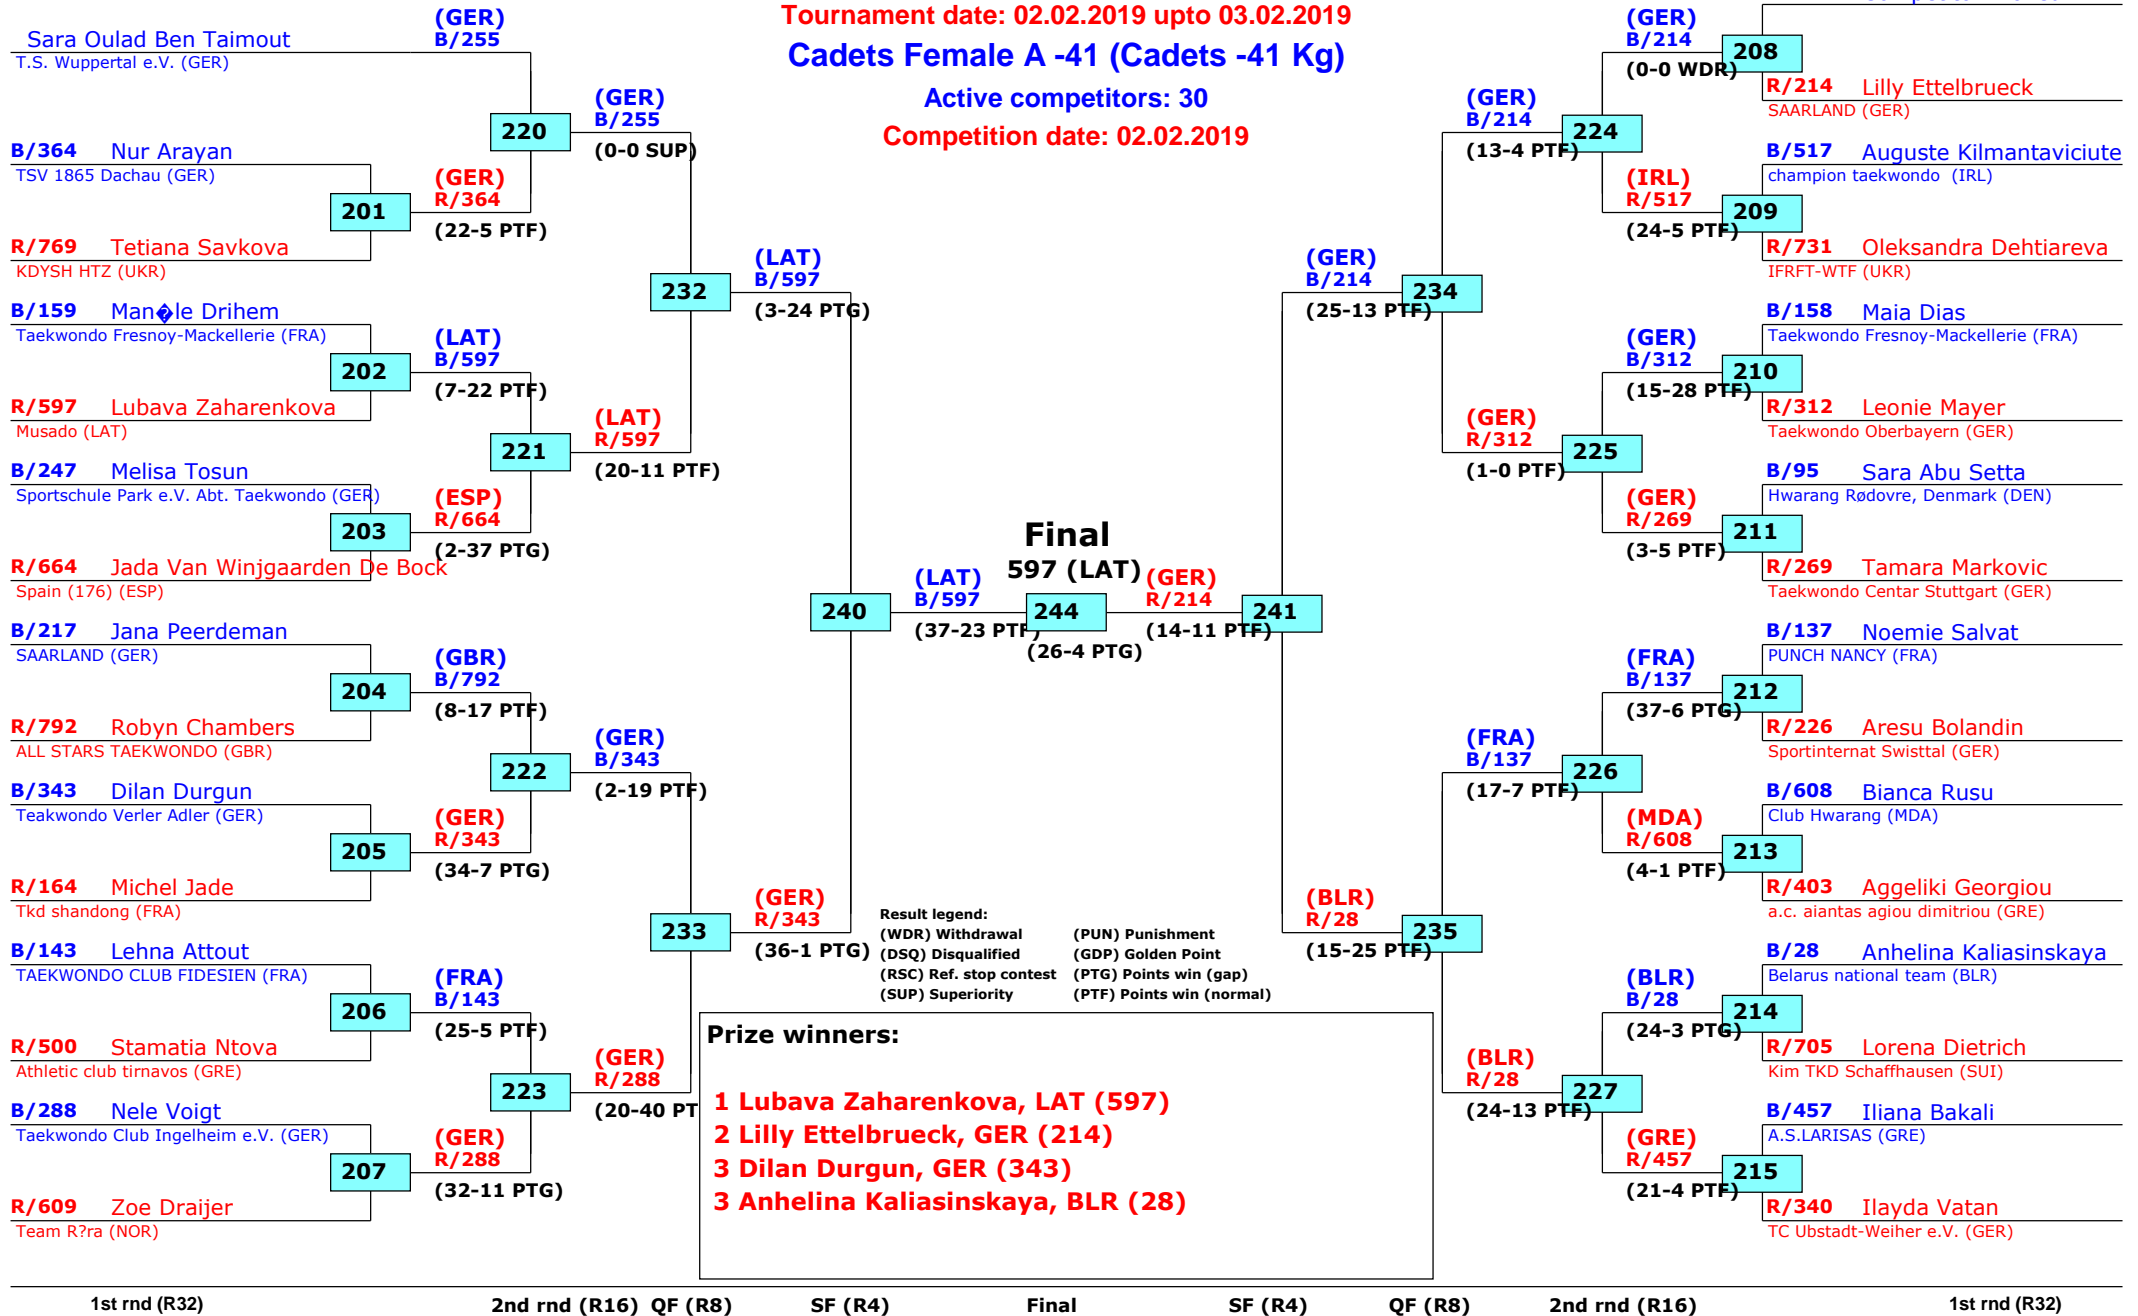 Tournament date: 02.02.2019 upto 03.02.2019
Cadets Female A -41 (Cadets -41 Kg)
Active competitors: 30
Competition date: 02.02.2019
Sara Oulad Ben Taimout
T.S. Wuppertal e.V. (GER)
B/364 Nur Arayan
TSV 1865 Dachau (GER)
R/769 Tetiana Savkova
KDYSH HTZ (UKR)
B/159 Man�le Drihem
Taekwondo Fresnoy-Mackellerie (FRA)
R/597 Lubava Zaharenkova
Musado (LAT)
B/247 Melisa Tosun
Sportschule Park e.V. Abt. Taekwondo (GER)
R/664 Jada Van Winjgaarden De Bock
Spain (176) (ESP)
B/217 Jana Peerdeman
SAARLAND (GER)
R/792 Robyn Chambers
ALL STARS TAEKWONDO (GBR)
B/343 Dilan Durgun
Teakwondo Verler Adler (GER)
R/164 Michel Jade
Tkd shandong (FRA)
B/143 Lehna Attout
TAEKWONDO CLUB FIDESIEN (FRA)
R/500 Stamatia Ntova
Athletic club tirnavos (GRE)
B/288 Nele Voigt
Taekwondo Club Ingelheim e.V. (GER)
R/609 Zoe Draijer
Team R?ra (NOR)
201
202
203
204
205
206
207
(GER)
B/255
(GER)
R/364
(22-5 PTF)
(LAT)
B/597
(7-22 PTF)
(ESP)
R/664
(2-37 PTG)
(GBR)
B/792
(8-17 PTF)
(GER)
R/343
(34-7 PTG)
(FRA)
B/143
(25-5 PTF)
(GER)
R/288
(32-11 PTG)
220
221
222
223
(GER)
B/255
(0-0 SUP)
(LAT)
R/597
(20-11 PTF)
(GER)
B/343
(2-19 PTF)
(GER)
R/288
(20-40 PT
232
233
(LAT)
B/597
(3-24 PTG)
(GER)
R/343
(36-1 PTG)
240
(LAT)
B/597
(37-23 PTF)
Final
597 (LAT)
244
(26-4 PTG)
(GER)
R/214
(14-11 PTF)
241
(GER)
B/214
(25-13 PTF)
(BLR)
R/28
(15-25 PTF)
234
235
(GER)
B/214
(13-4 PTF)
(GER)
R/312
(1-0 PTF)
(FRA)
B/137
(17-7 PTF)
(BLR)
R/28
(24-13 PTF)
224
225
226
227
(GER)
B/214
(0-0 WDR)
(IRL)
R/517
(24-5 PTF)
(GER)
B/312
(15-28 PTF)
(GER)
R/269
(3-5 PTF)
(FRA)
B/137
(37-6 PTG)
(MDA)
R/608
(4-1 PTF)
(BLR)
B/28
(24-3 PTG)
(GRE)
R/457
(21-4 PTF)
208
209
210
211
212
213
214
215
R/214 Lilly Ettelbrueck
SAARLAND (GER)
B/517 Auguste Kilmantaviciute
champion taekwondo (IRL)
R/731 Oleksandra Dehtiareva
IFRFT-WTF (UKR)
B/158 Maia Dias
Taekwondo Fresnoy-Mackellerie (FRA)
R/312 Leonie Mayer
Taekwondo Oberbayern (GER)
B/95 Sara Abu Setta
Hwarang Rødovre, Denmark (DEN)
R/269 Tamara Markovic
Taekwondo Centar Stuttgart (GER)
B/137 Noemie Salvat
PUNCH NANCY (FRA)
R/226 Aresu Bolandin
Sportinternat Swisttal (GER)
B/608 Bianca Rusu
Club Hwarang (MDA)
R/403 Aggeliki Georgiou
a.c. aiantas agiou dimitriou (GRE)
B/28 Anhelina Kaliasinskaya
Belarus national team (BLR)
R/705 Lorena Dietrich
Kim TKD Schaffhausen (SUI)
B/457 Iliana Bakali
A.S.LARISAS (GRE)
R/340 Ilayda Vatan
TC Ubstadt-Weiher e.V. (GER)
Result legend:
(WDR) Withdrawal (PUN) Punishment
(DSQ) Disqualified (GDP) Golden Point
(RSC) Ref. stop contest (PTG) Points win (gap)
(SUP) Superiority (PTF) Points win (normal)
Prize winners:
1 Lubava Zaharenkova, LAT (597)
2 Lilly Ettelbrueck, GER (214)
3 Dilan Durgun, GER (343)
3 Anhelina Kaliasinskaya, BLR (28)
1st rnd (R32) 2nd rnd (R16) QF (R8) SF (R4) Final SF (R4) QF (R8) 2nd rnd (R16) 1st rnd (R32)